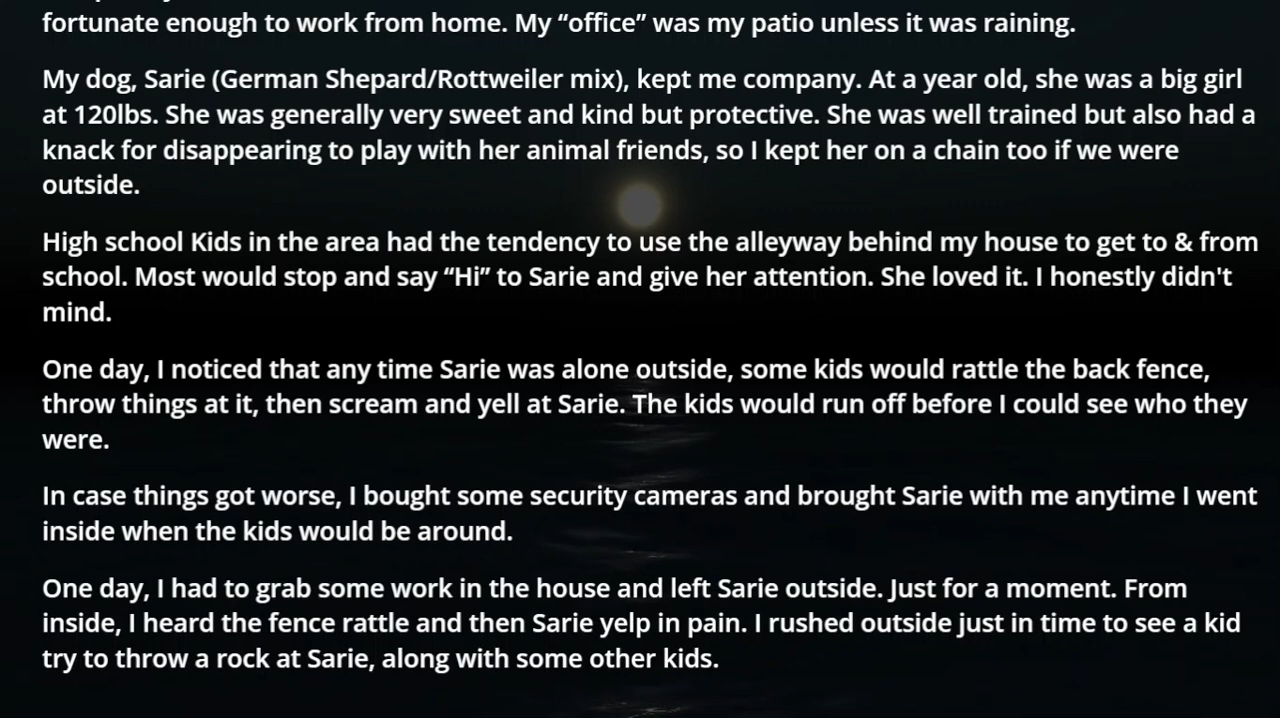 fortunate enough to work from home. My “office” was my patio unless it was raining.
My dog, Sarie (German Shepard/Rottweiler mix), kept me company. At a year old, she was a big girl
at 120lbs. She was generally very sweet and kind but protective. She was well trained but also had a
knack for disappearing to play with her animal friends, so I kept her on a chain too if we were
outside.
High school Kids in the area had the tendency to use the alleyway behind my house to get to & from
school. Most would stop and say “Hi” to Sarie and give her attention. She loved it. I honestly didn't
mind.
One day, I noticed that any time Sarie was alone outside, some kids would rattle the back fence,
throw things at it, then scream and yell at Sarie. The kids would run off before I could see who they
were.
In case things got worse, I bought some security cameras and brought Sarie with me anytime I went
inside when the kids would be around.
One day, I had to grab some work in the house and left Sarie outside. Just for a moment. From
inside, I heard the fence rattle and then Sarie yelp in pain. I rushed outside just in time to see a kid
try to throw a rock at Sarie, along with some other kids.